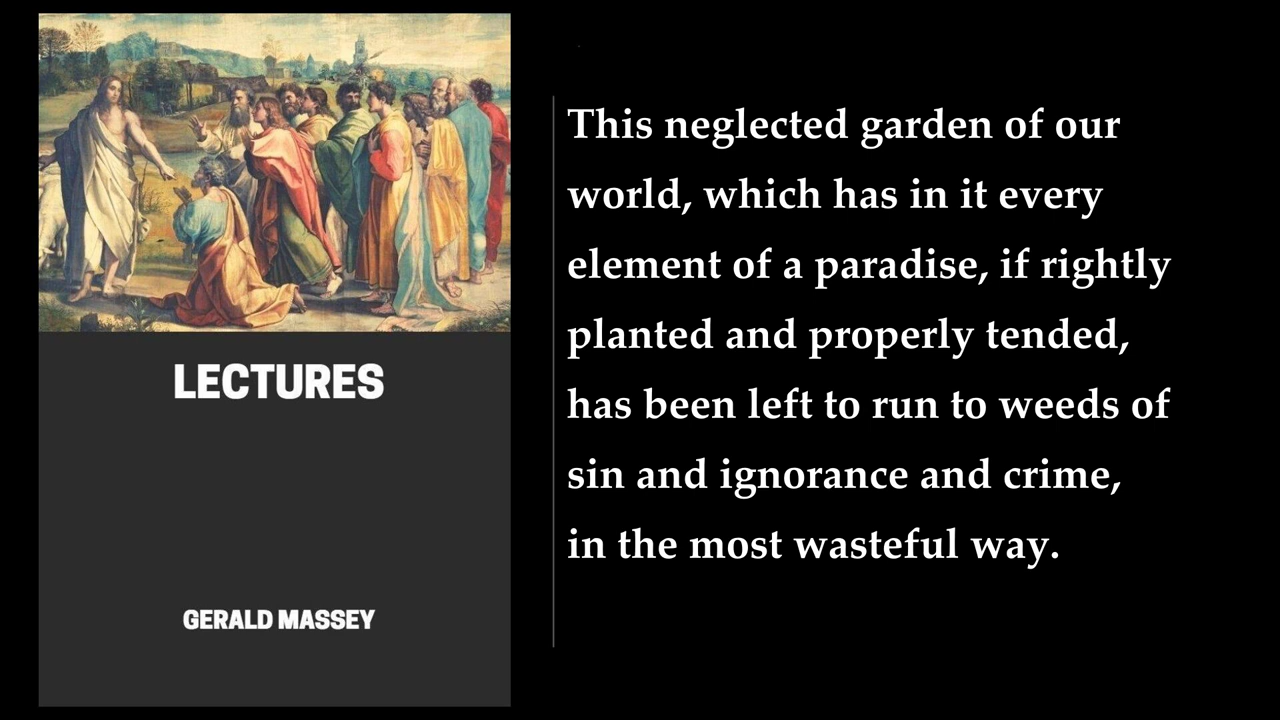 LECTURES
GERALD MASSEY
This neglected garden of our
world, which has in it every
element of a paradise, if rightly
planted and properly tended,
has been left to run to weeds of
sin and ignorance and crime,
in the most wasteful way.